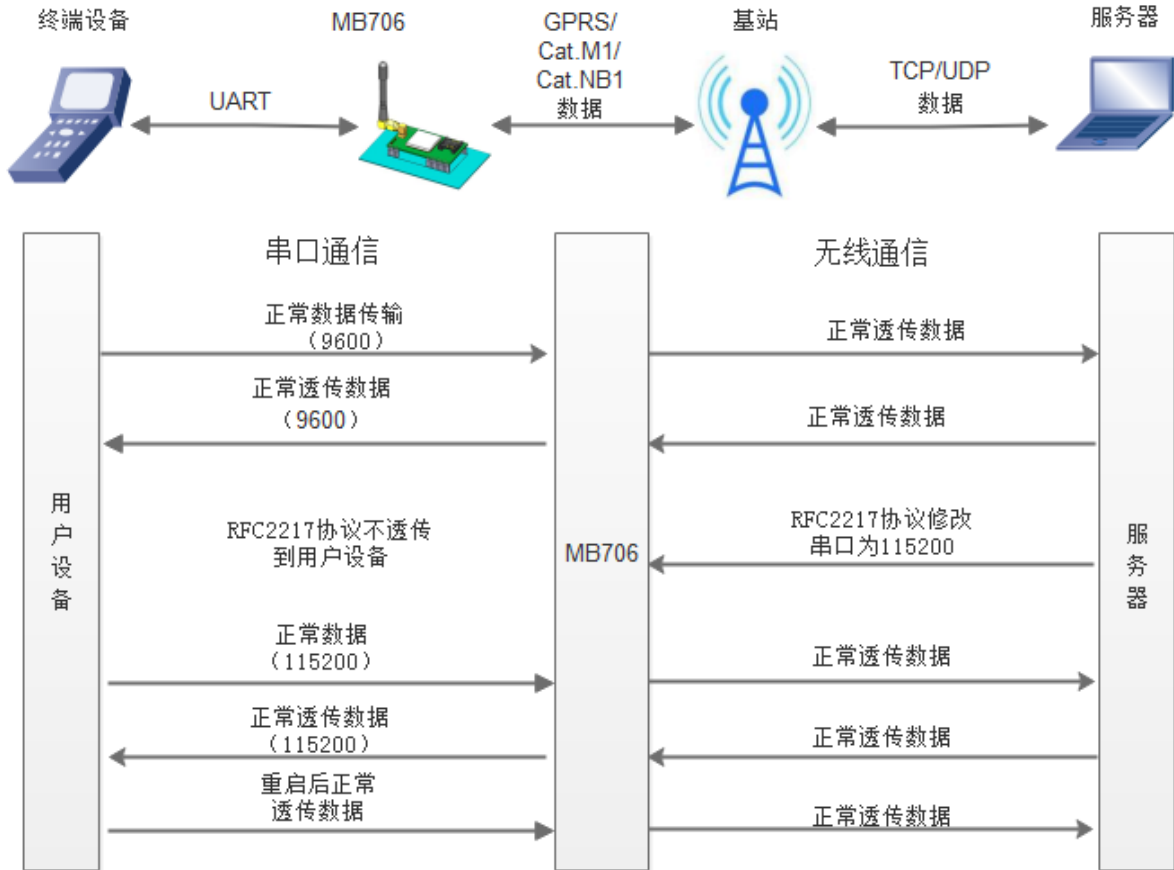 终端设备
MB706
GPRS/
Cat.M1/
Cat.NB1
数据
基站
服务器
UART
TCP/UDP
数据
串口通信
无线通信
正常数据传输
（9600）
正常透传数据
正常透传数据
（9600）
正常透传数据
用户设备
RFC2217协议不透传
到用户设备
MB706
RFC2217协议修改
串口为115200
服务器
正常数据
(115200)
正常透传数据
正常透传数据
(115200)
正常透传数据
重启后正常
透传数据
正常透传数据